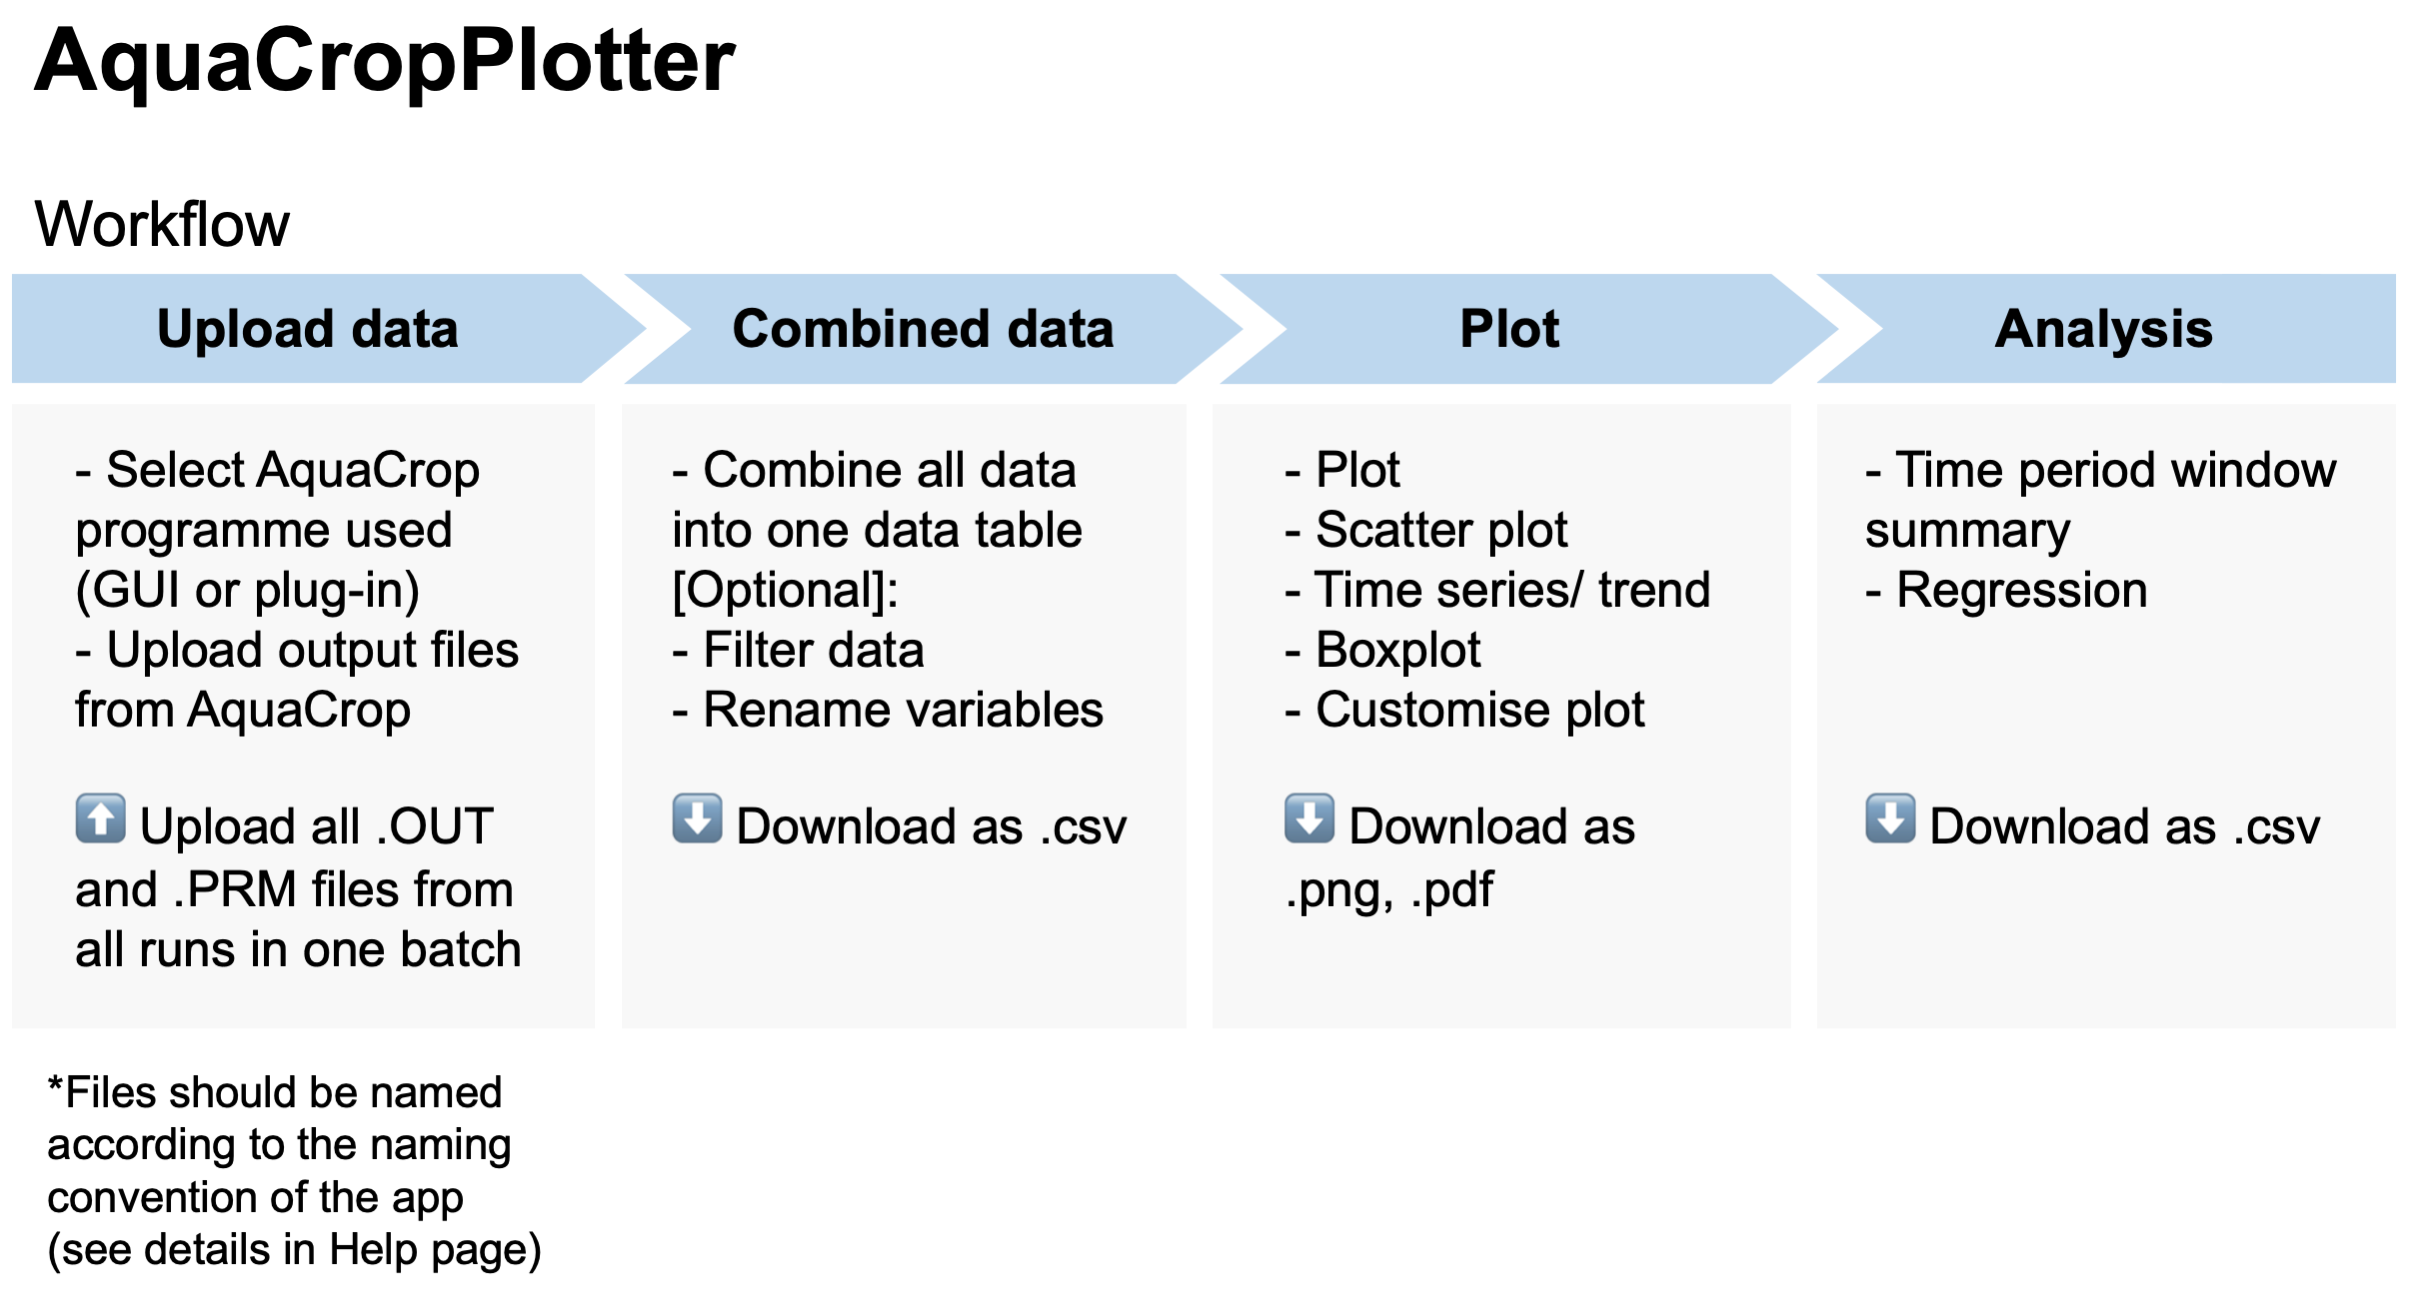 AquaCropPlotter
Workflow
Upload data
Combined data
Plot
Analysis
- Select AquaCrop
programme used
(GUI or plug-in)
- Upload output files
from AquaCrop
Upload all .OUT
and .PRM files from
all runs in one batch
- Combine all data
into one data table
[Optional]:
- Filter data
- Rename variables
Download as .csv
- Plot
- Scatter plot
- Time series/ trend
- Boxplot
- Customise plot
Download as
.png, .pdf
- Time period window
summary
- Regression
Download as .csv
*Files should be named
according to the naming
convention of the app
(see details in Help page)